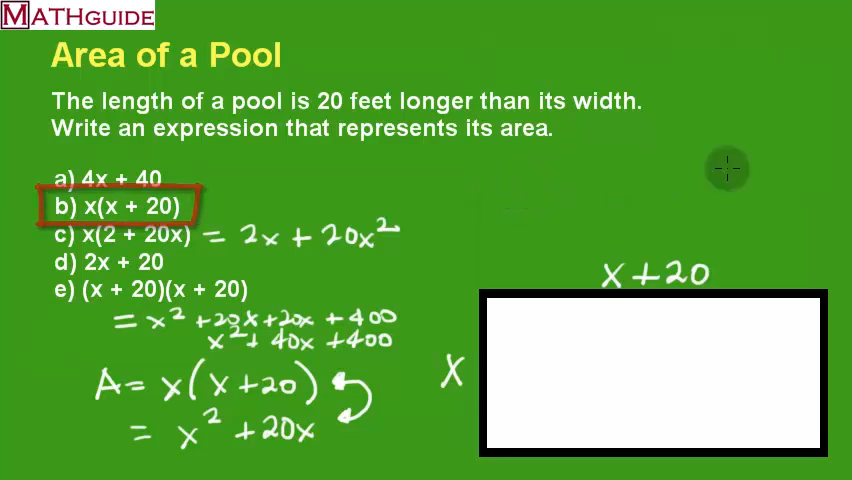 MATHGUIDE
Area of a Pool
The length of a pool is 20 feet longer than its width.
Write an expression that represents its area.
a) 4x + 40
b) x(x + 20)
c) x(2 + 20x) = 2x + 20x²
d) 2x + 20
e) (x + 20)(x + 20)
= x² + 20x + 20x + 400
x² + 40x + 400
A = x(x + 20)
= x² + 20x
x + 20
x